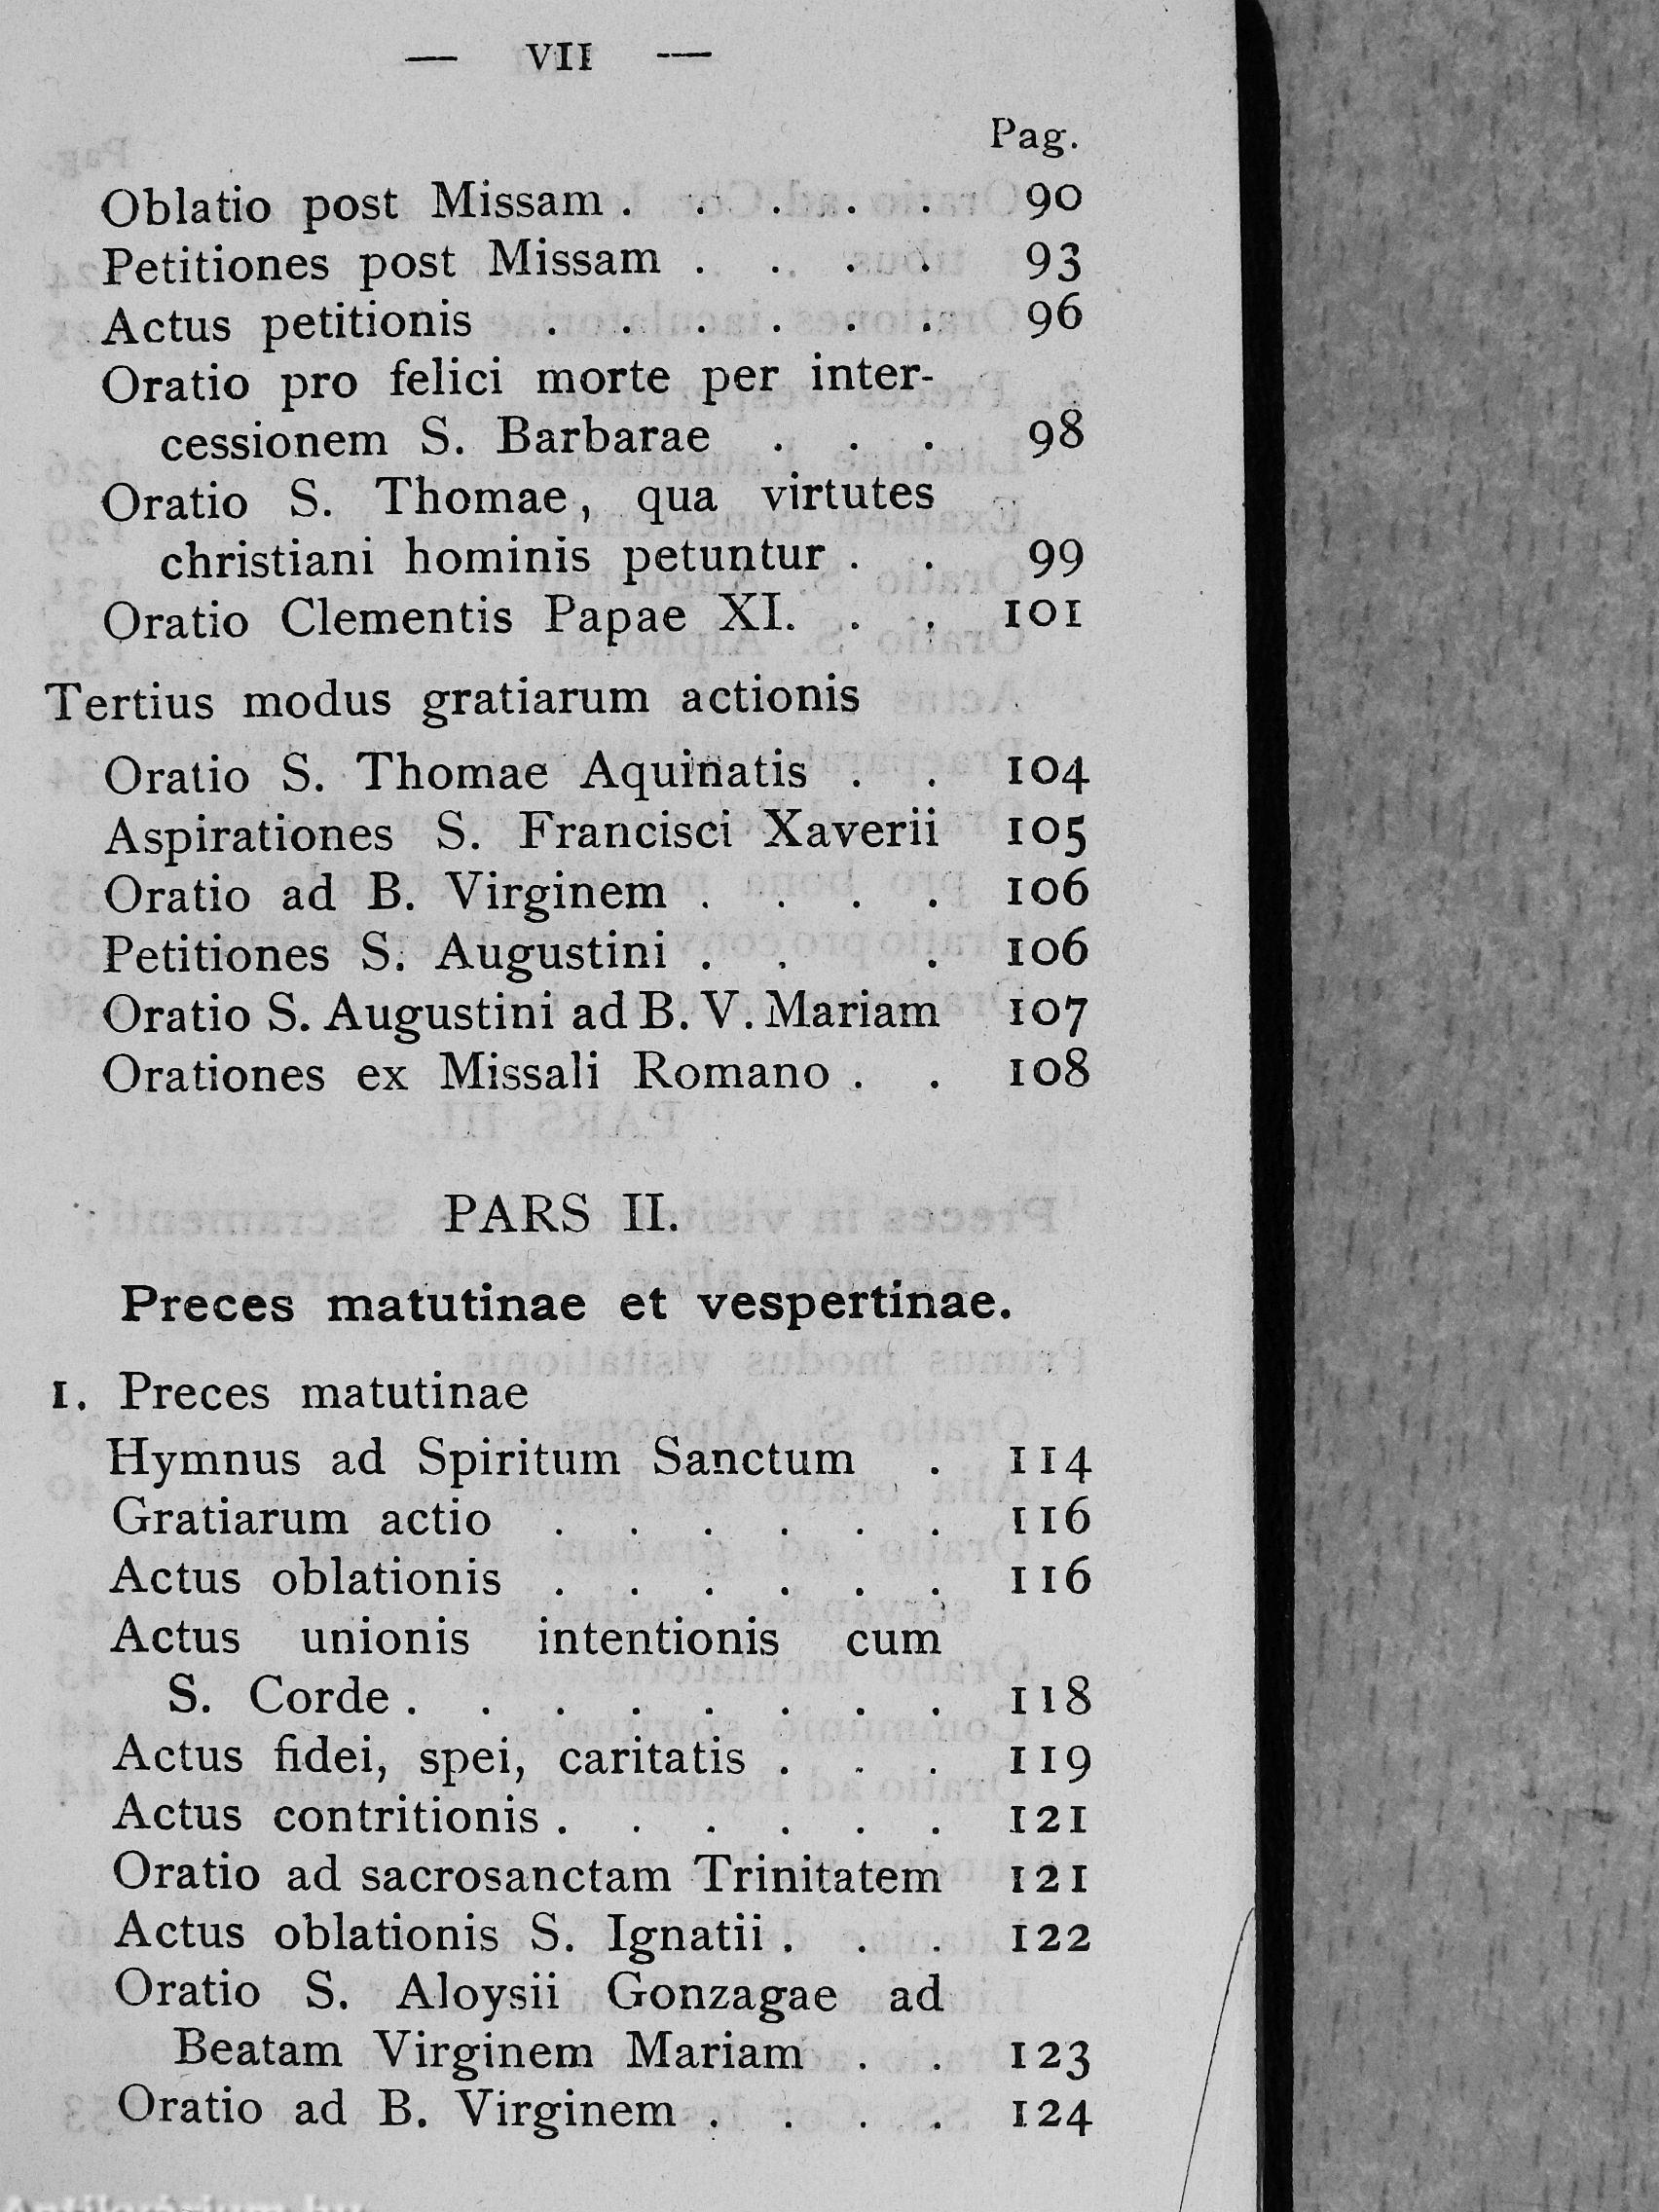 — VII —
Pag.
Oblatio post Missam . . . . . 90
Petitiones post Missam . . . . 93
Actus petitionis . . . . . . 96
Oratio pro felici morte per inter-
cessionem S. Barbarae . . . 98
Oratio S. Thomae, qua virtutes
christiani hominis petuntur . . 99
Oratio Clementis Papae XI. . . 101
Tertius modus gratiarum actionis
Oratio S. Thomae Aquinatis . . 104
Aspirationes S. Francisci Xaverii 105
Oratio ad B. Virginem . . . . 106
Petitiones S. Augustini . . . 106
Oratio S. Augustini ad B. V. Mariam 107
Orationes ex Missali Romano . . 108
PARS II.
Preces matutinae et vespertinae.
1. Preces matutinae
Hymnus ad Spiritum Sanctum . 114
Gratiarum actio . . . . . . 116
Actus oblationis . . . . . . 116
Actus unionis intentionis cum
S. Corde . . . . . . . . 118
Actus fidei, spei, caritatis . . . 119
Actus contritionis . . . . . . 121
Oratio ad sacrosanctam Trinitatem 121
Actus oblationis S. Ignatii . . . 122
Oratio S. Aloysii Gonzagae ad
Beatam Virginem Mariam . . 123
Oratio ad B. Virginem . . . . 124